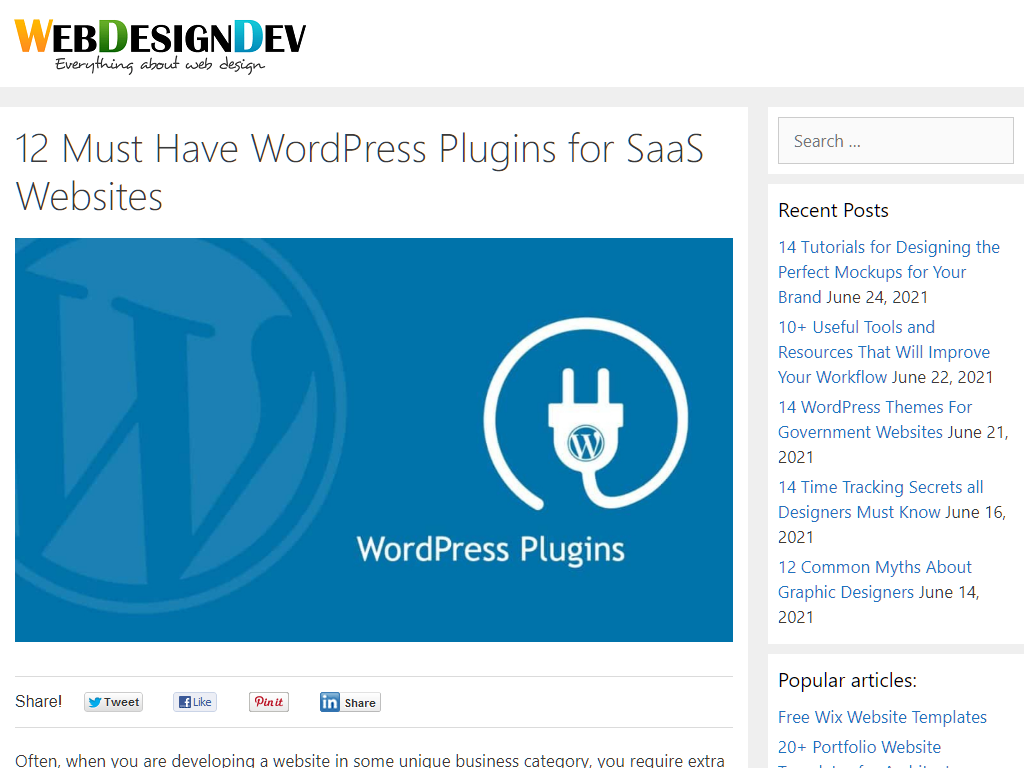 WEBDESIGNDEV
Everything about web design
12 Must Have WordPress Plugins for SaaS
Websites
WordPress Plugins
Share!
Tweet
Like
Pin it
in Share
Often, when you are developing a website in some unique business category, you require extra
Search ...
Recent Posts
14 Tutorials for Designing the
Perfect Mockups for Your
Brand June 24, 2021
10+ Useful Tools and
Resources That Will Improve
Your Workflow June 22, 2021
14 WordPress Themes For
Government Websites June 21,
2021
14 Time Tracking Secrets all
Designers Must Know June 16,
2021
12 Common Myths About
Graphic Designers June 14,
2021
Popular articles:
Free Wix Website Templates
20+ Portfolio Website